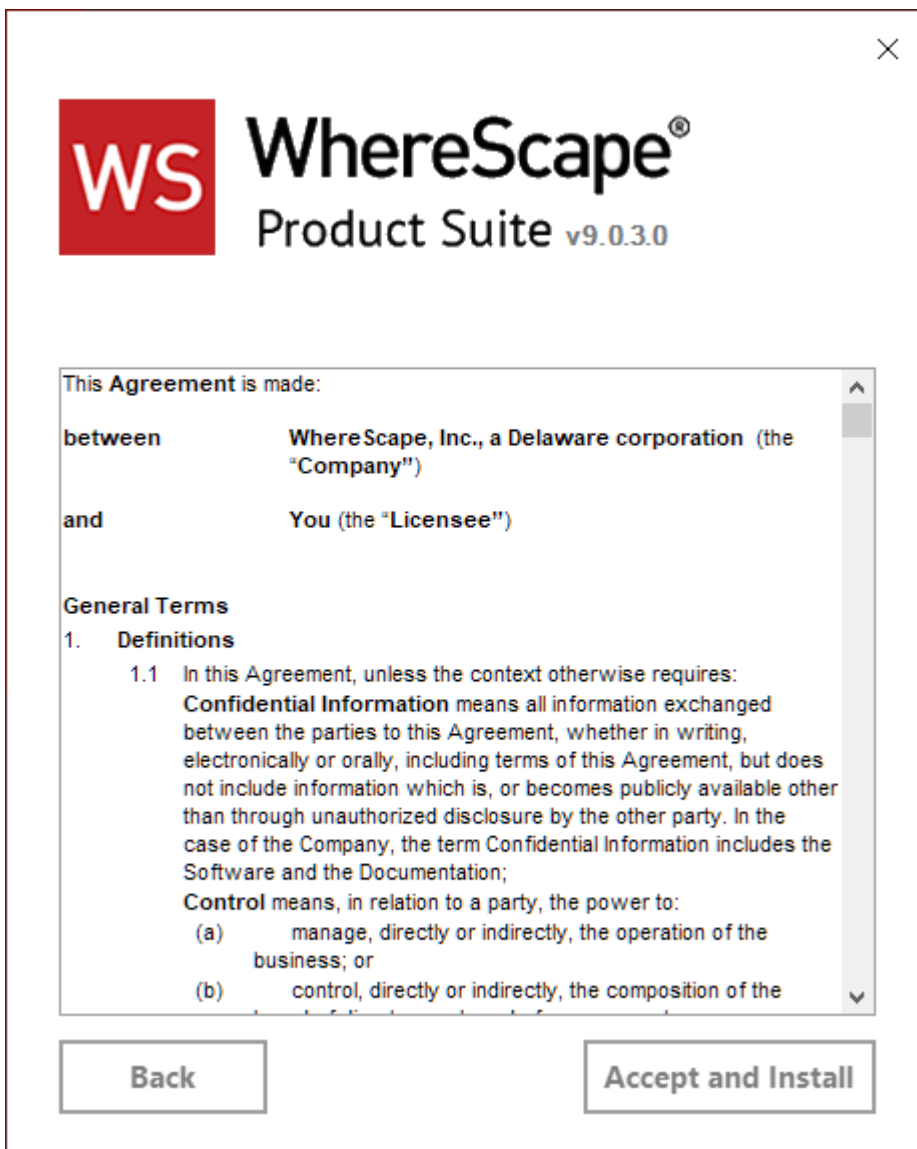 WS
WhereScape®
Product Suite v9.0.3.0
This Agreement is made:
between WhereScape, Inc., a Delaware corporation (the
“Company”)
and You (the “Licensee”)
General Terms
1. Definitions
1.1 In this Agreement, unless the context otherwise requires:
Confidential Information means all information exchanged
between the parties to this Agreement, whether in writing,
electronically or orally, including terms of this Agreement, but does
not include information which is, or becomes publicly available other
than through unauthorized disclosure by the other party. In the
case of the Company, the term Confidential Information includes the
Software and the Documentation;
Control means, in relation to a party, the power to:
(a) manage, directly or indirectly, the operation of the
business; or
(b) control, directly or indirectly, the composition of the
Back
Accept and Install